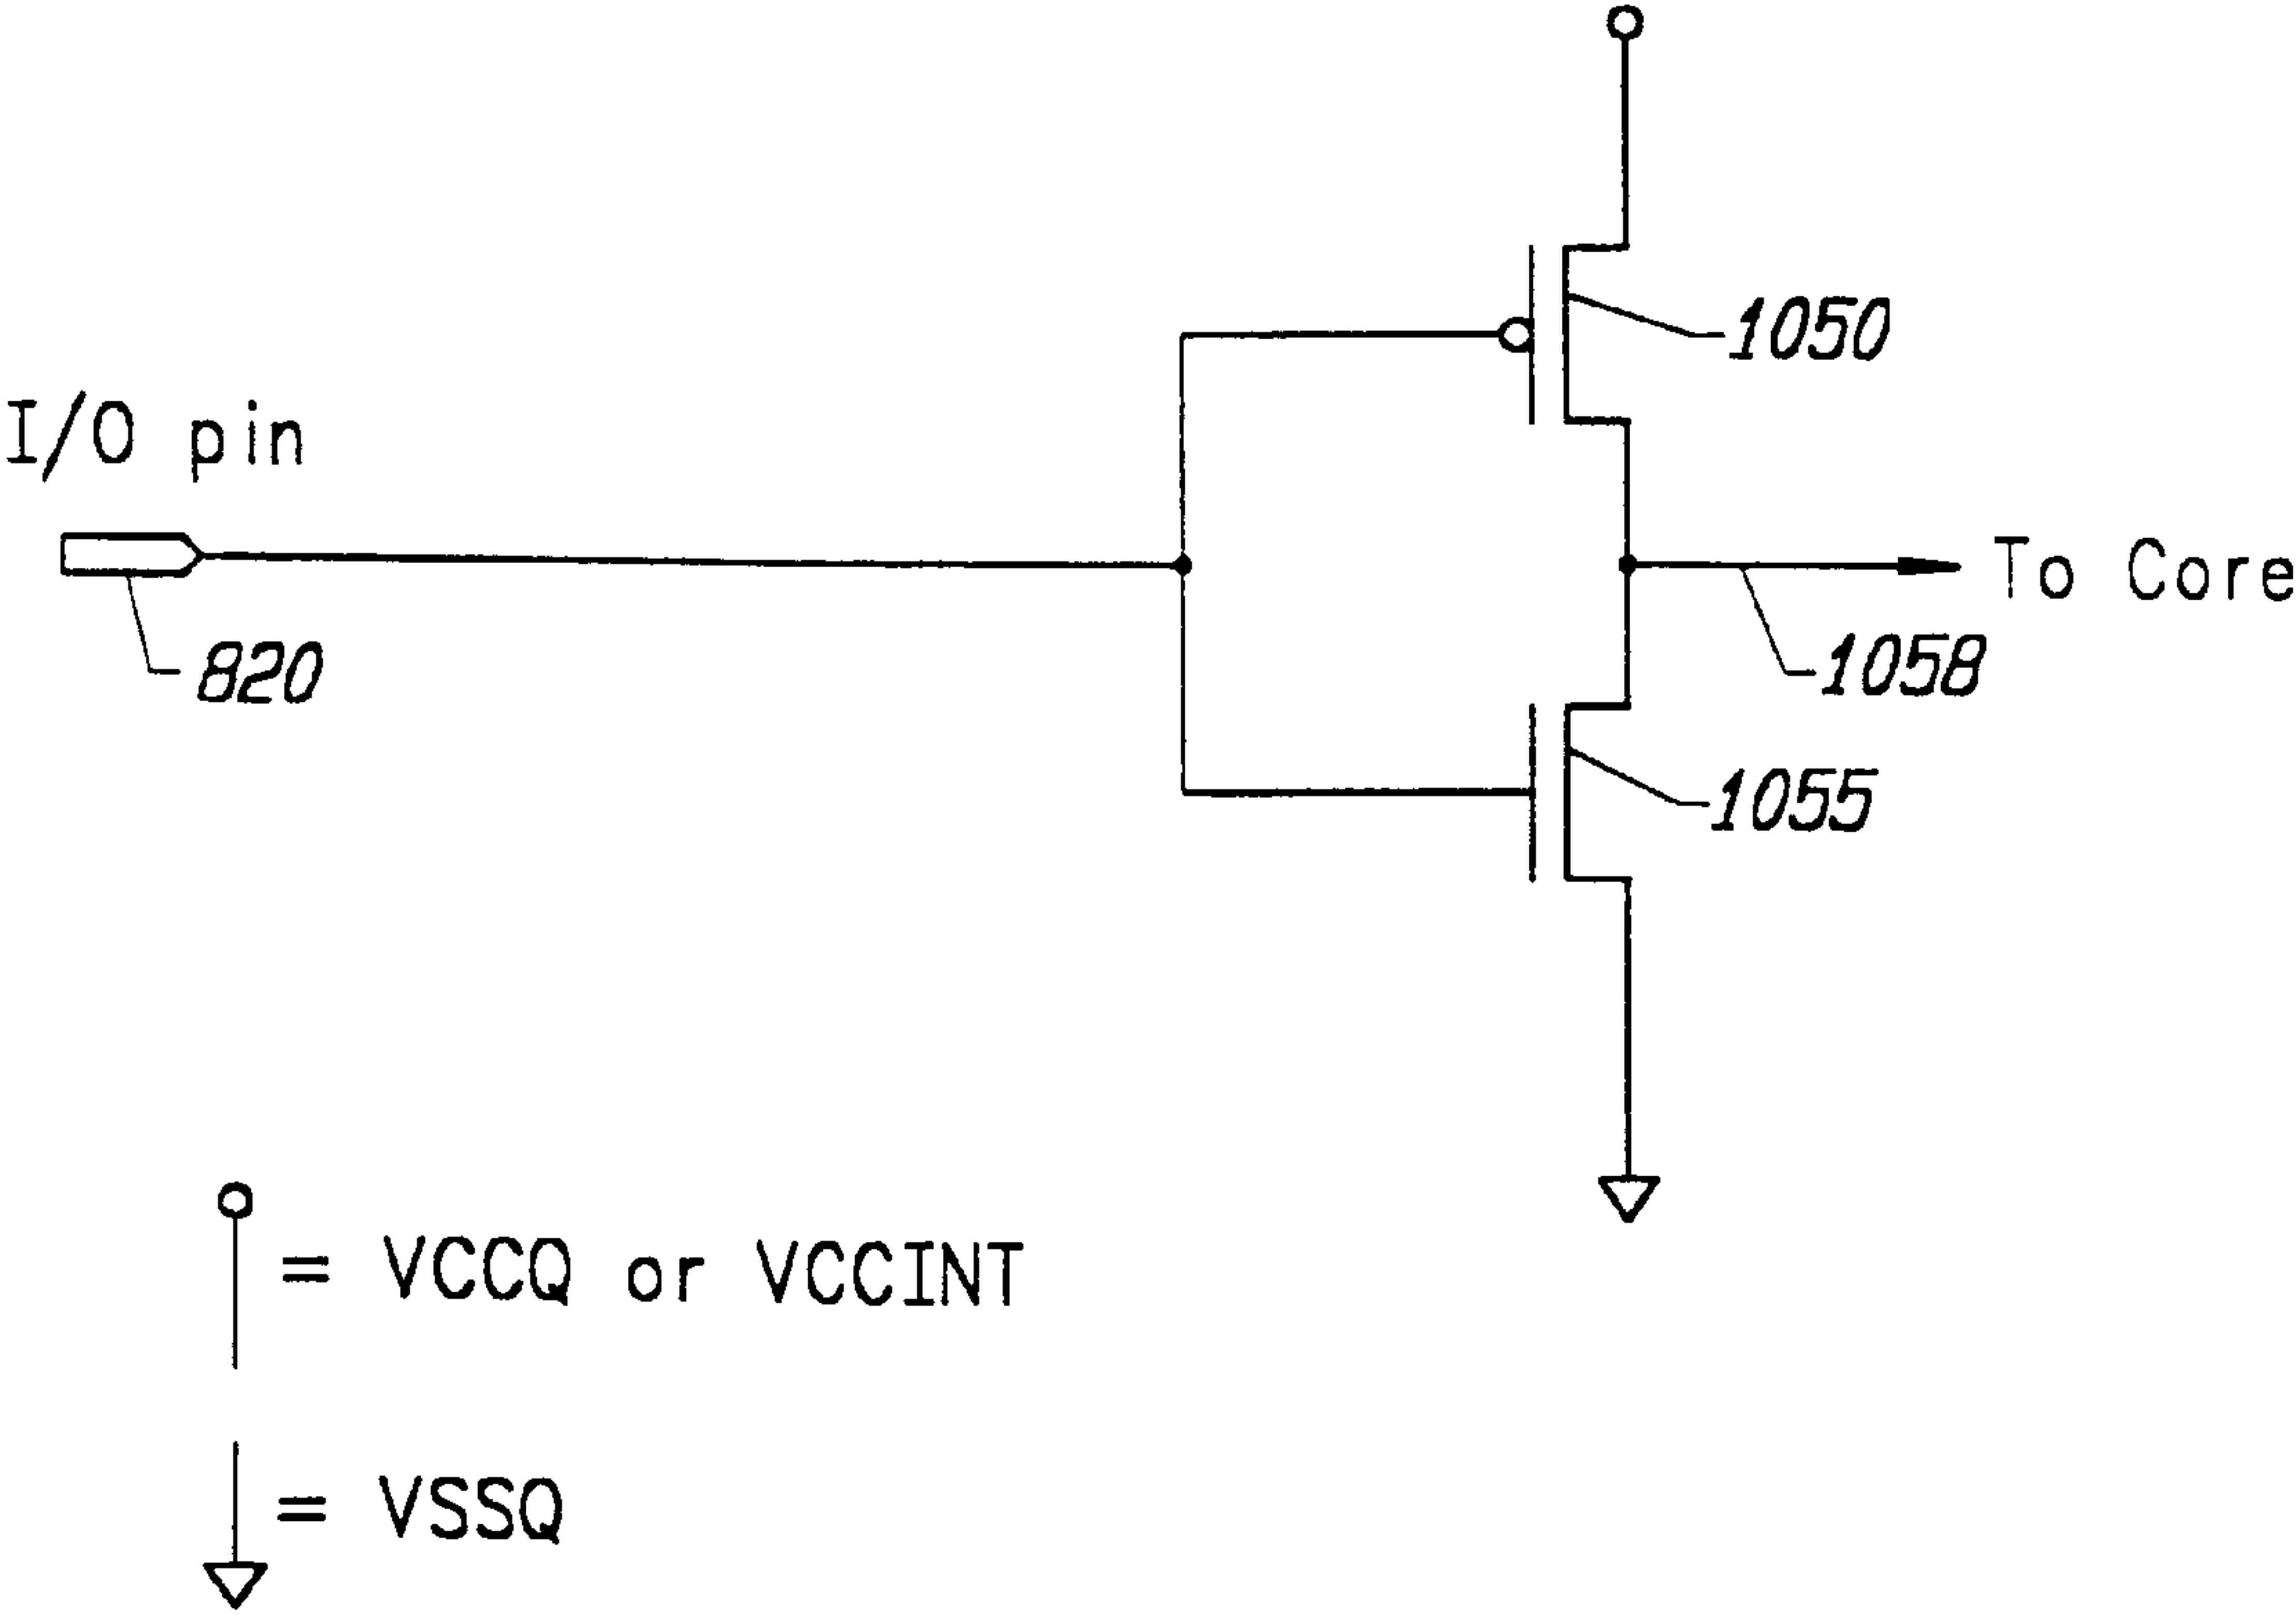 1050
I/O pin
To Core
820
1058
1055
= VCCQ or VCCINT
= VSSQ